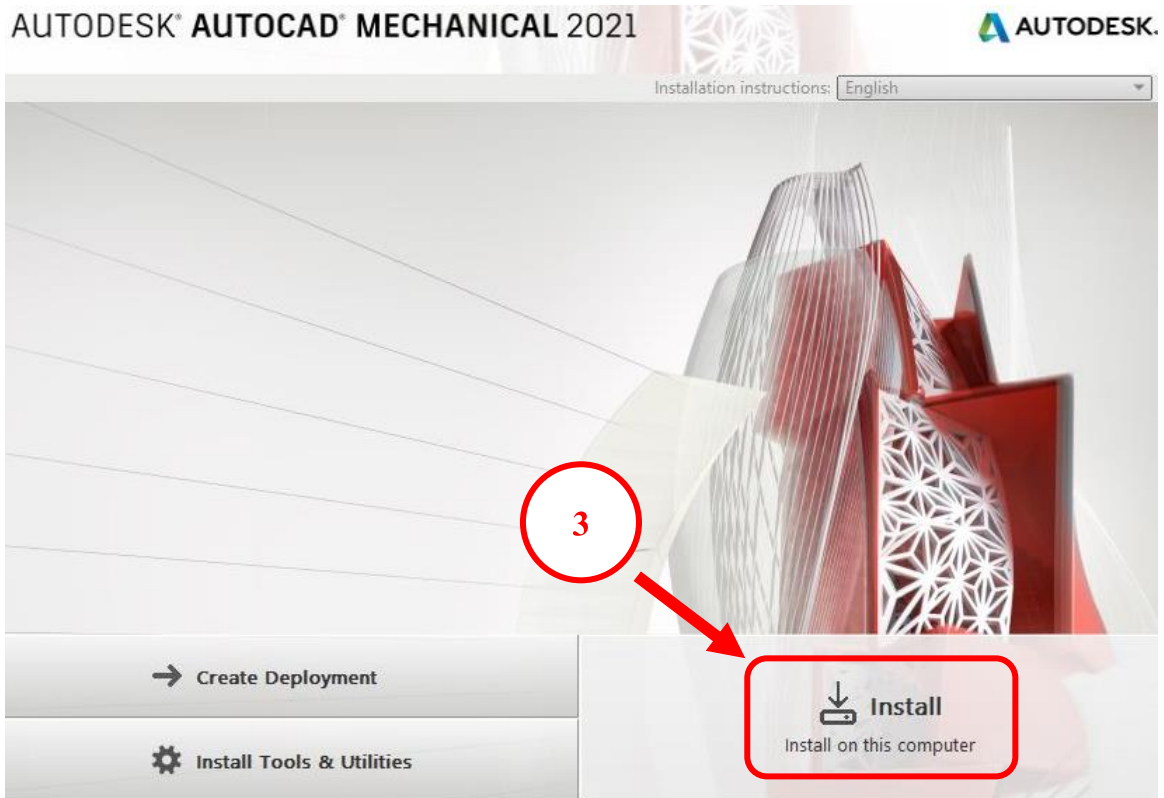 AUTODESK® AUTOCAD® MECHANICAL 2021
AUTODESK.
Installation instructions: English
3
Create Deployment
Install
Install on this computer
Install Tools & Utilities